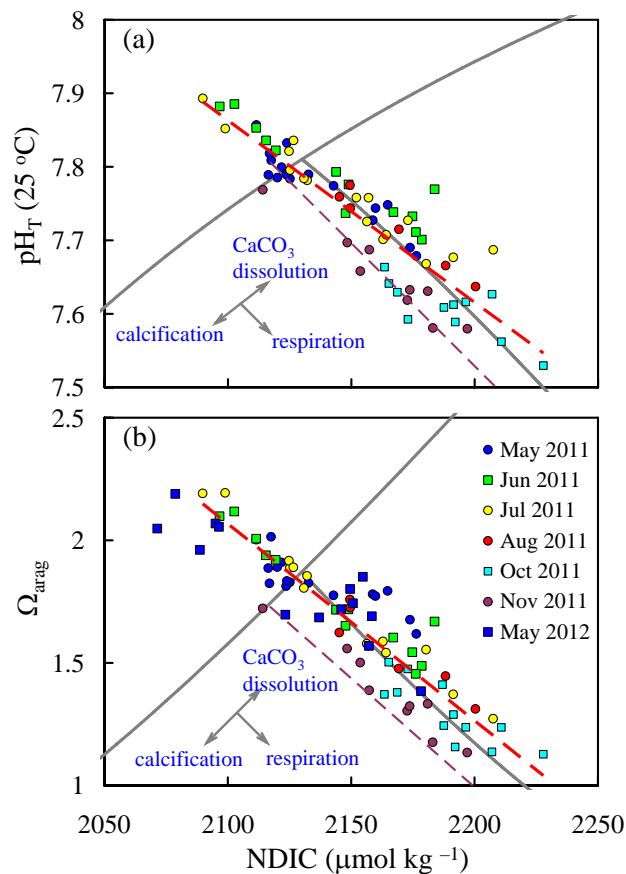 (a)
8
7.9
7.8
7.7
7.6
7.5
pH_T (25 °C)
CaCO₃
dissolution
calcification
respiration
(b)
2.5
2
1.5
1
Ω_arag
May 2011
Jun 2011
Jul 2011
Aug 2011
Oct 2011
Nov 2011
May 2012
CaCO₃
dissolution
calcification
respiration
2050 2100 2150 2200 2250
NDIC (μmol kg ⁻¹)